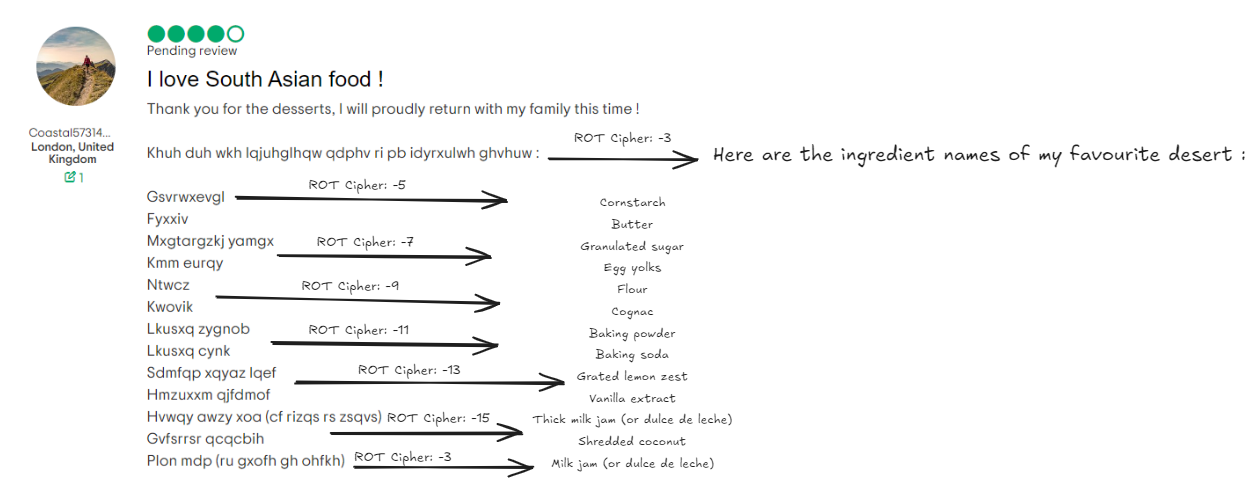 Pending review
I love South Asian food !
Thank you for the desserts, I will proudly return with my family this time !
Coastal57314...
London, United
Kingdom
1
Khuh duh wkh lqjuhglhqw qdphv ri pb idyrxulwh ghvhuw : ROT Cipher: -3 Here are the ingredient names of my favourite desert :
Gsvrwxevgl ROT Cipher: -5 Cornstarch
Fyxxiv Butter
Mxgtargzkj yamgx ROT Cipher: -7 Granulated sugar
Kmm eurqy Egg yolks
Ntwcz ROT Cipher: -9 Flour
Kwovik Cognac
Lkusxq zygnob ROT Cipher: -11 Baking powder
Lkusxq cynk Baking soda
Sdmfqp xqyaz lqef ROT Cipher: -13 Grated lemon zest
Hmzuxxm qjfdmof Vanilla extract
Hvwqy awzy xoa (cf rizqs rs zsqvs) ROT Cipher: -15 Thick milk jam (or dulce de leche)
Gvfsrrsr qcqcbih Shredded coconut
Plon mdp (ru gxofh gh ohfkh) ROT Cipher: -3 Milk jam (or dulce de leche)